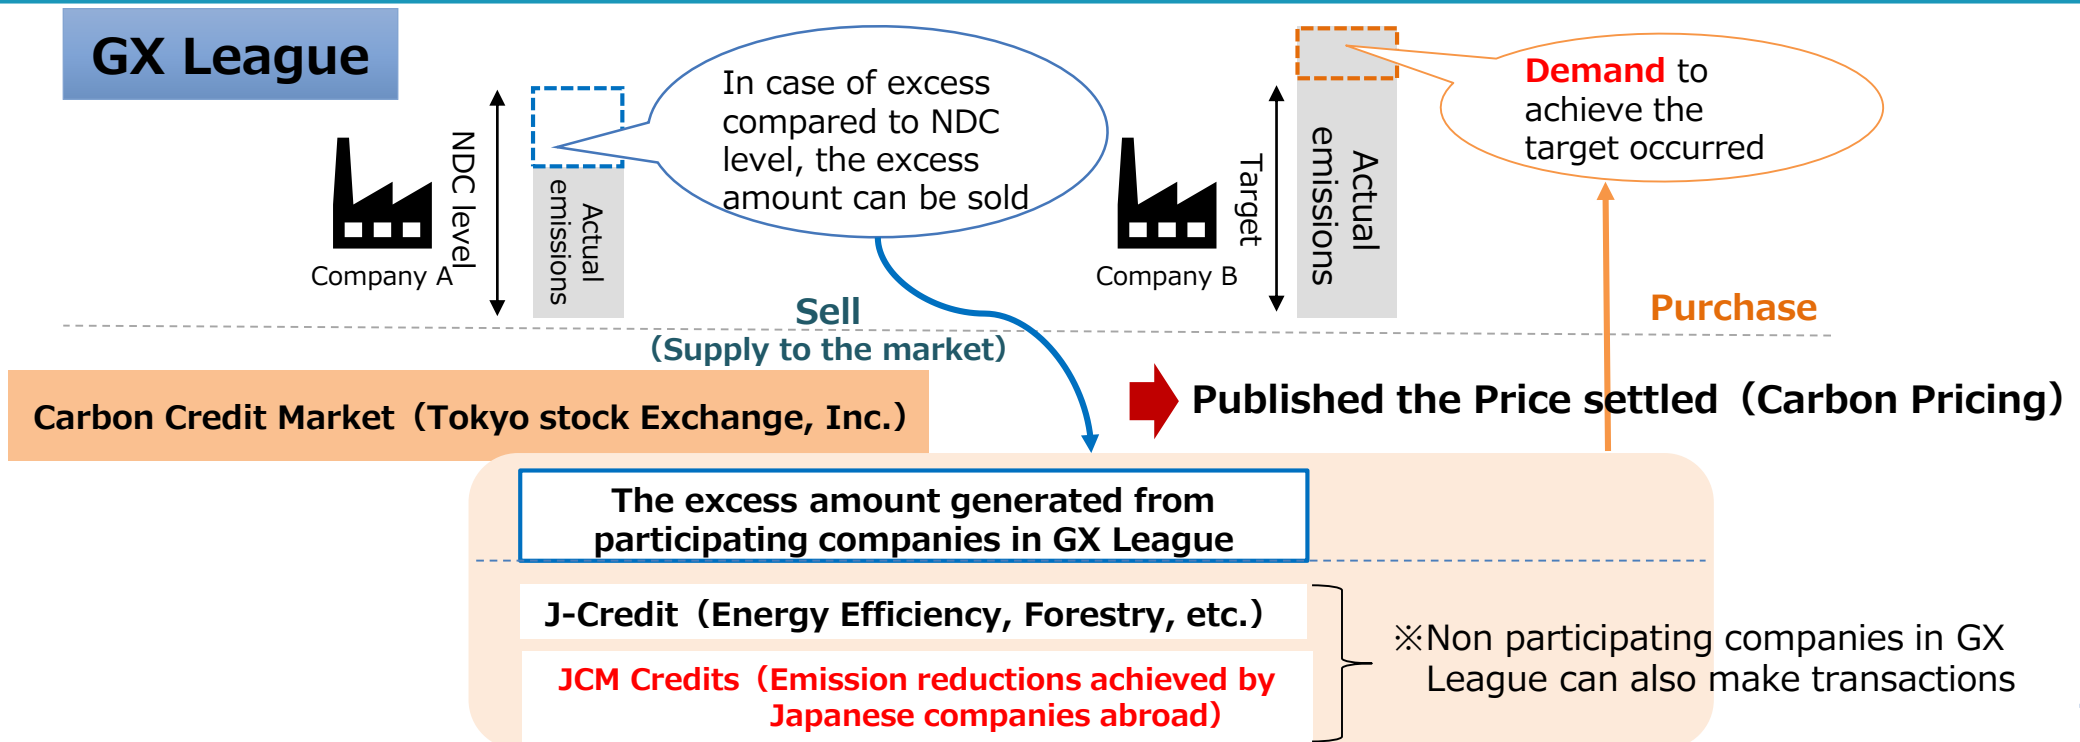 GX League
NDC level
Company A
Actual
emissions
In case of excess
compared to NDC
level, the excess
amount can be sold
Company B
Target
Actual
emissions
Demand to
achieve the
target occurred
Sell
（Supply to the market）
Purchase
Carbon Credit Market（Tokyo stock Exchange, Inc.）
Published the Price settled（Carbon Pricing）
The excess amount generated from
participating companies in GX League
J-Credit（Energy Efficiency, Forestry, etc.）
JCM Credits（Emission reductions achieved by
Japanese companies abroad）
※Non participating companies in GX
League can also make transactions